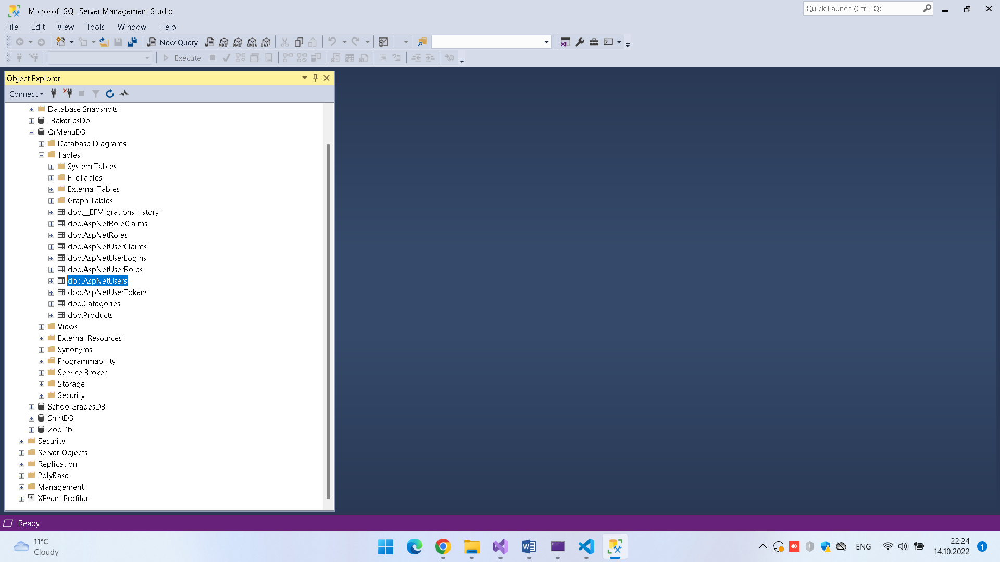 Microsoft SQL Server Management Studio
Quick Launch (Ctrl+Q)
File Edit View Tools Window Help
New Query MDX DMX XMLA DAX
Execute
Object Explorer
Connect
Database Snapshots
_BakeriesDb
QrMenuDB
Database Diagrams
Tables
System Tables
FileTables
External Tables
Graph Tables
dbo.__EFMigrationsHistory
dbo.AspNetRoleClaims
dbo.AspNetRoles
dbo.AspNetUserClaims
dbo.AspNetUserLogins
dbo.AspNetUserRoles
dbo.AspNetUsers
dbo.AspNetUserTokens
dbo.Categories
dbo.Products
Views
External Resources
Synonyms
Programmability
Service Broker
Storage
Security
SchoolGradesDB
ShirtDB
ZooDb
Security
Server Objects
Replication
PolyBase
Management
XEvent Profiler
Ready
11°C
Cloudy
ENG
22:24
14.10.2022
1